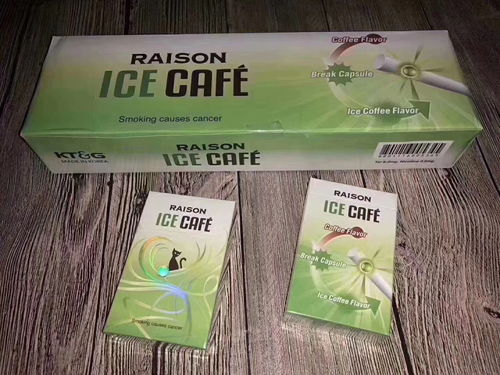 RAISON
ICE CAFÉ
Smoking causes cancer
Coffee Flavor
Break Capsule
Ice Coffee Flavor
KT&G
MADE IN KOREA
RAISON
ICE CAFÉ
RAISON
ICE CAFÉ
Smoking causes cancer
RAISON
ICE CAFÉ
Coffee Flavor
Break Capsule
Ice Coffee Flavor